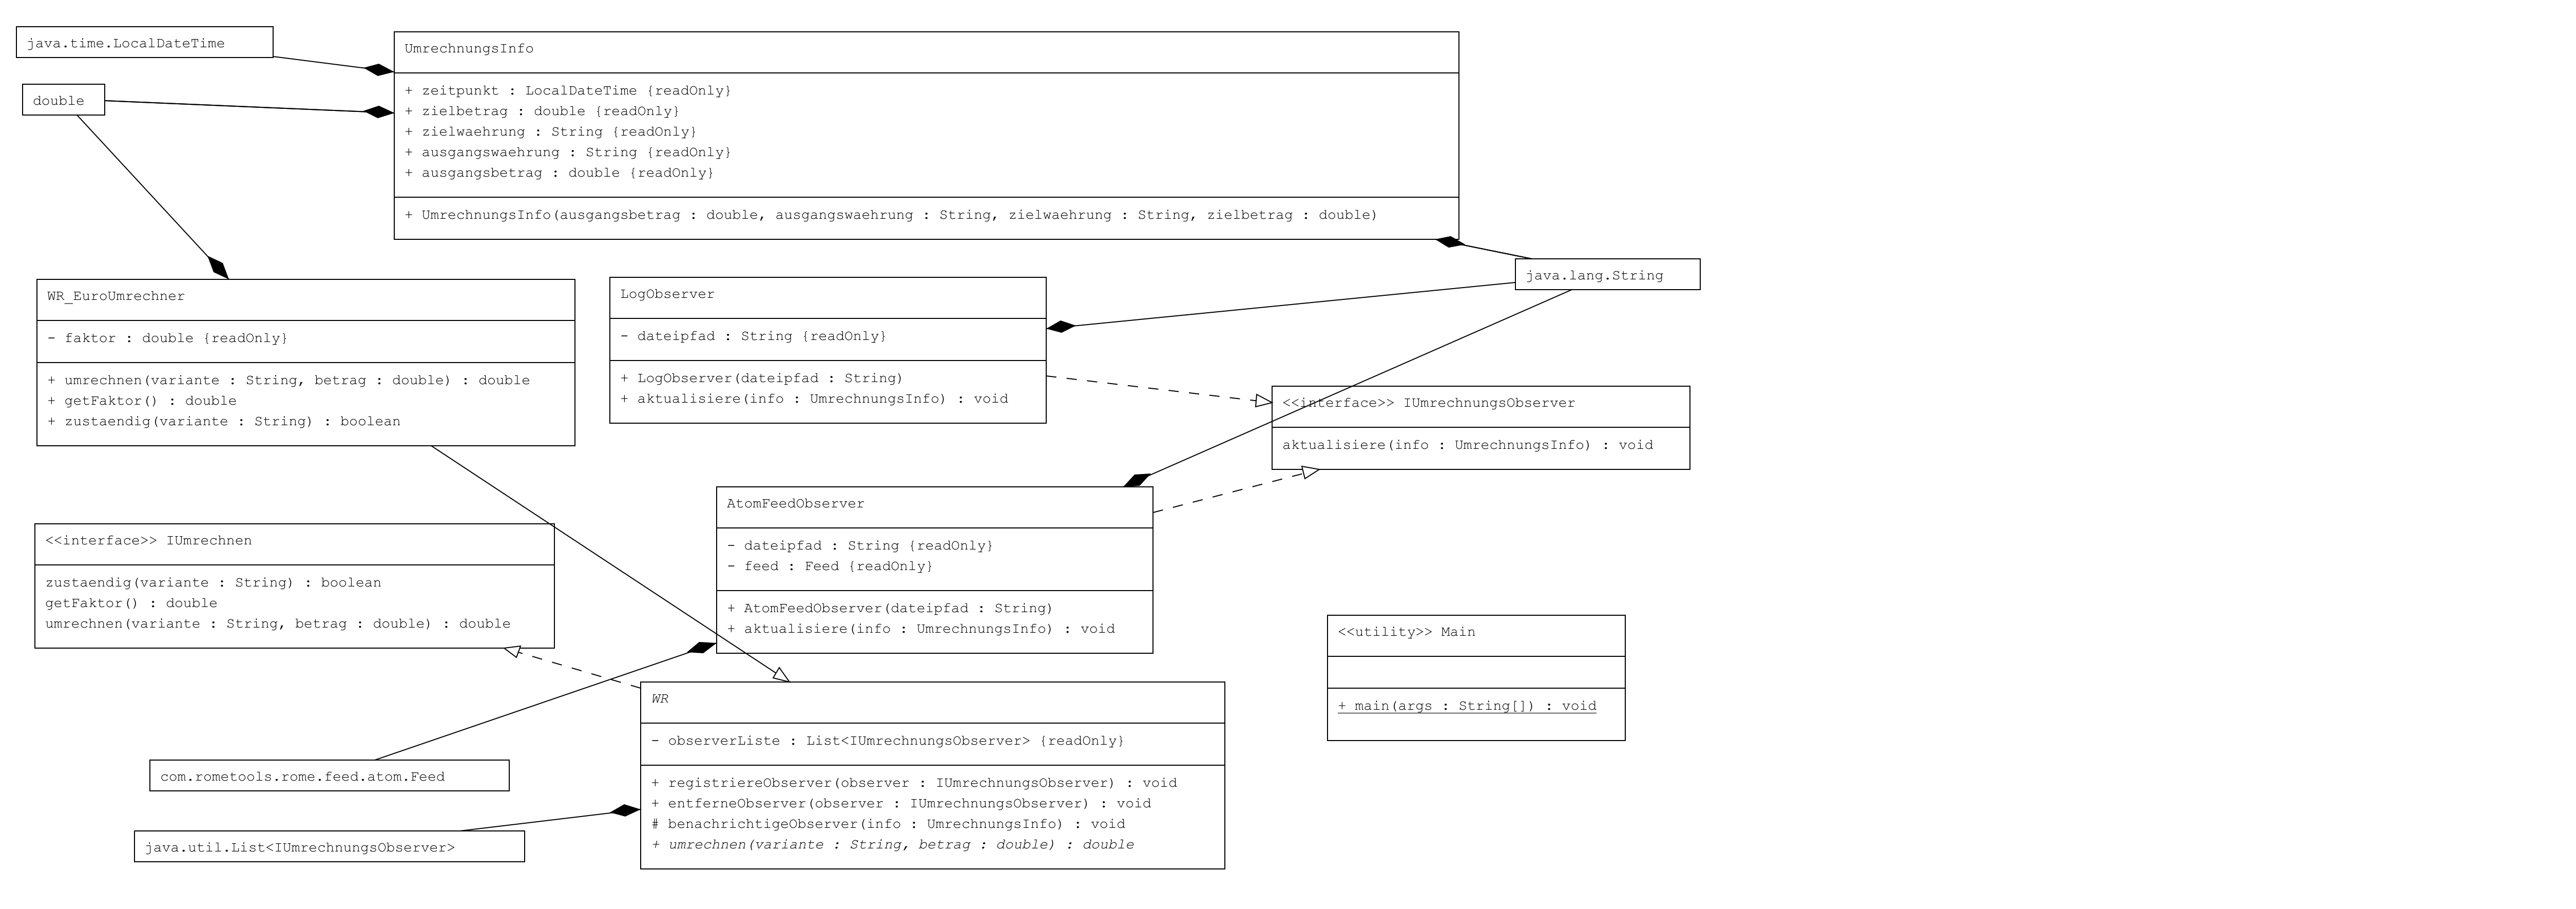 java.time.LocalDateTime
double
UmrechnungsInfo
+ zeitpunkt : LocalDateTime {readOnly}
+ zielbetrag : double {readOnly}
+ zielwaehrung : String {readOnly}
+ ausgangswaehrung : String {readOnly}
+ ausgangsbetrag : double {readOnly}
+ UmrechnungsInfo(ausgangsbetrag : double, ausgangswaehrung : String, zielwaehrung : String, zielbetrag : double)
java.lang.String
WR_EuroUmrechner
- faktor : double {readOnly}
+ umrechnen(variante : String, betrag : double) : double
+ getFaktor() : double
+ zustaendig(variante : String) : boolean
LogObserver
- dateipfad : String {readOnly}
+ LogObserver(dateipfad : String)
+ aktualisiere(info : UmrechnungsInfo) : void
<<interface>> IUmrechnungsObserver
aktualisiere(info : UmrechnungsInfo) : void
AtomFeedObserver
- dateipfad : String {readOnly}
- feed : Feed {readOnly}
+ AtomFeedObserver(dateipfad : String)
+ aktualisiere(info : UmrechnungsInfo) : void
<<interface>> IUmrechnen
zustaendig(variante : String) : boolean
getFaktor() : double
umrechnen(variante : String, betrag : double) : double
<<utility>> Main
+ main(args : String[]) : void
WR
- observerListe : List<IUmrechnungsObserver> {readOnly}
+ registriereObserver(observer : IUmrechnungsObserver) : void
+ entferneObserver(observer : IUmrechnungsObserver) : void
# benachrichtigeObserver(info : UmrechnungsInfo) : void
+ umrechnen(variante : String, betrag : double) : double
com.rometools.rome.feed.atom.Feed
java.util.List<IUmrechnungsObserver>